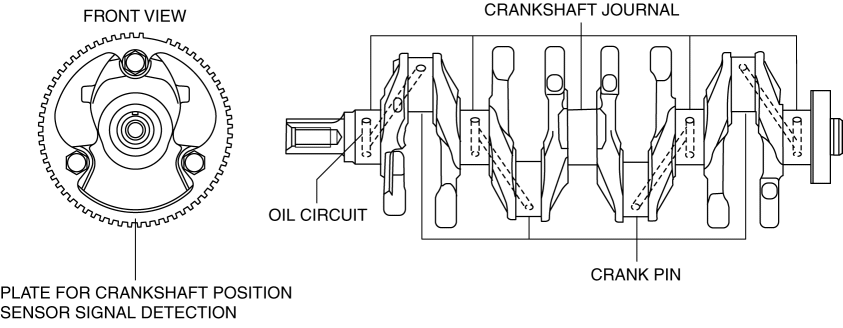 FRONT VIEW
CRANKSHAFT JOURNAL
OIL CIRCUIT
CRANK PIN
PLATE FOR CRANKSHAFT POSITION
SENSOR SIGNAL DETECTION